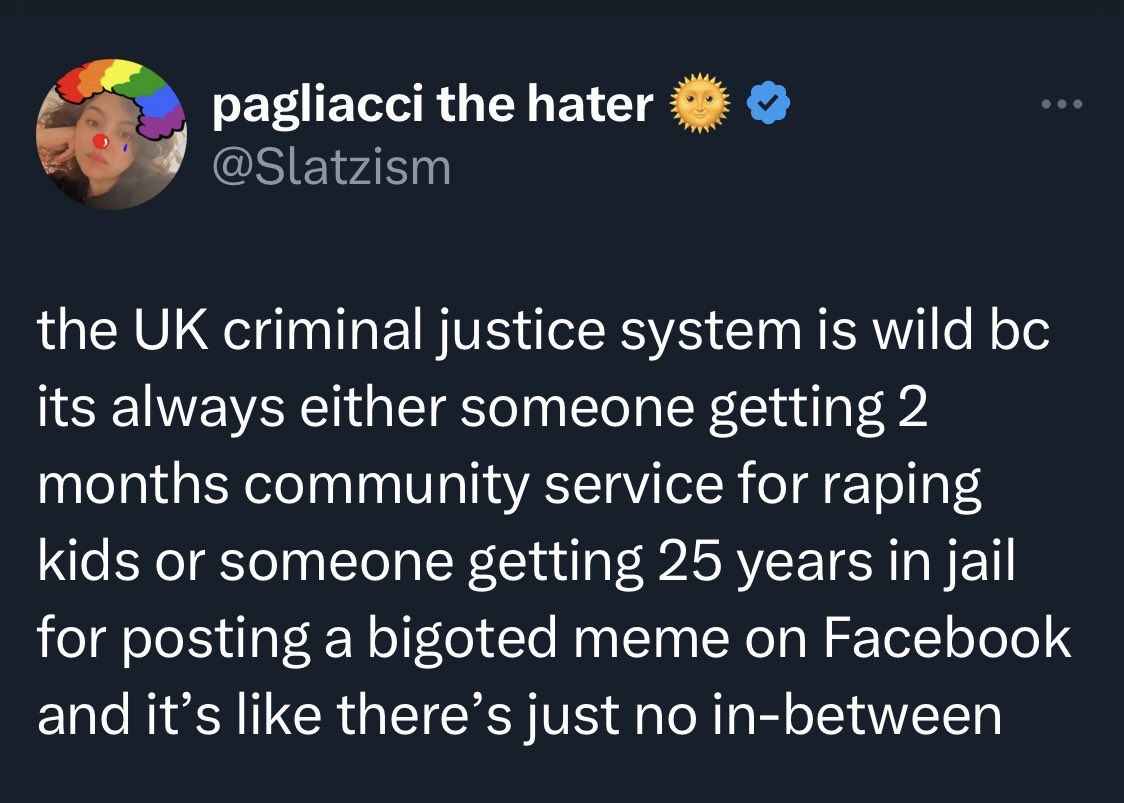 pagliacci the hater 🌞
@Slatzism
the UK criminal justice system is wild bc
its always either someone getting 2
months community service for raping
kids or someone getting 25 years in jail
for posting a bigoted meme on Facebook
and it’s like there’s just no in-between